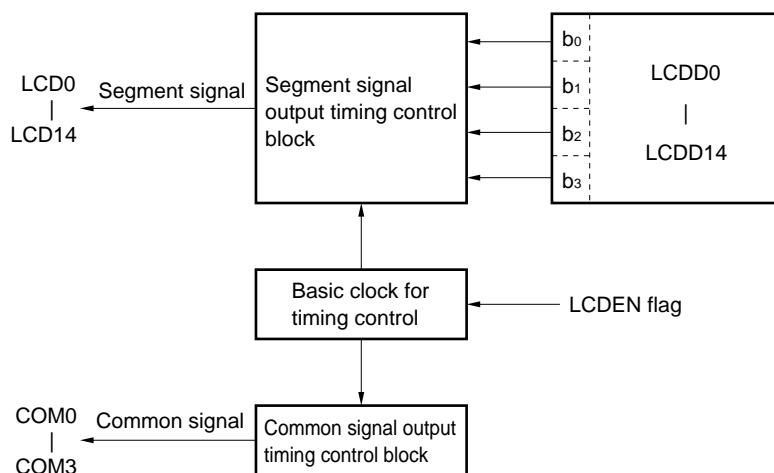 LCD0
|
LCD14
Segment signal
Segment signal
output timing control
block
b0
b1
b2
b3
LCDD0
|
LCDD14
Basic clock for
timing control
LCDEN flag
COM0
|
COM3
Common signal
Common signal output
timing control block